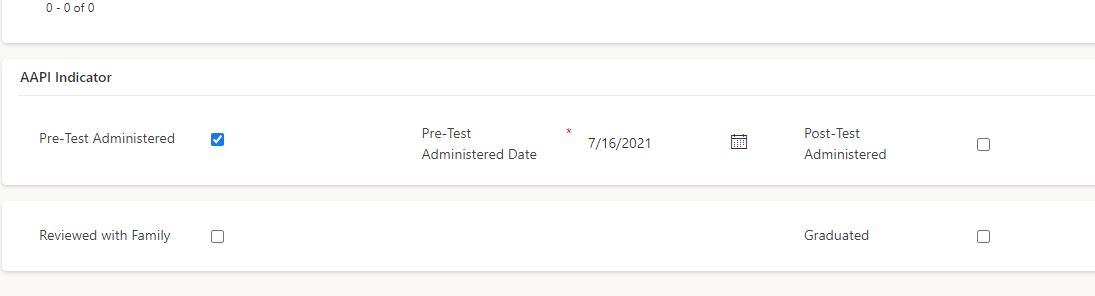 0 - 0 of 0
AAPI Indicator
Pre-Test Administered
Pre-Test
Administered Date
*
7/16/2021
Post-Test
Administered
Reviewed with Family
Graduated